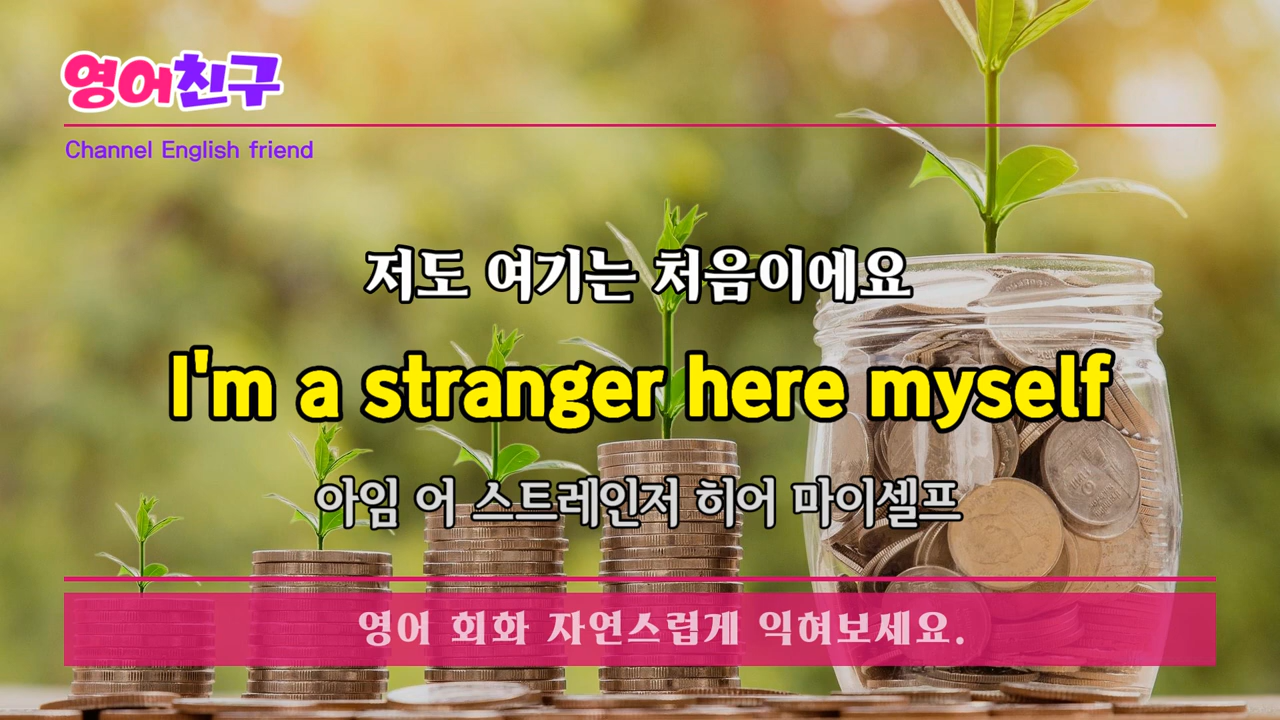 영어친구
Channel English friend
저도 여기는 처음이에요
I'm a stranger here myself
아임 어 스트레인저 히어 마이셀프
영어 회화 자연스럽게 익혀보세요.